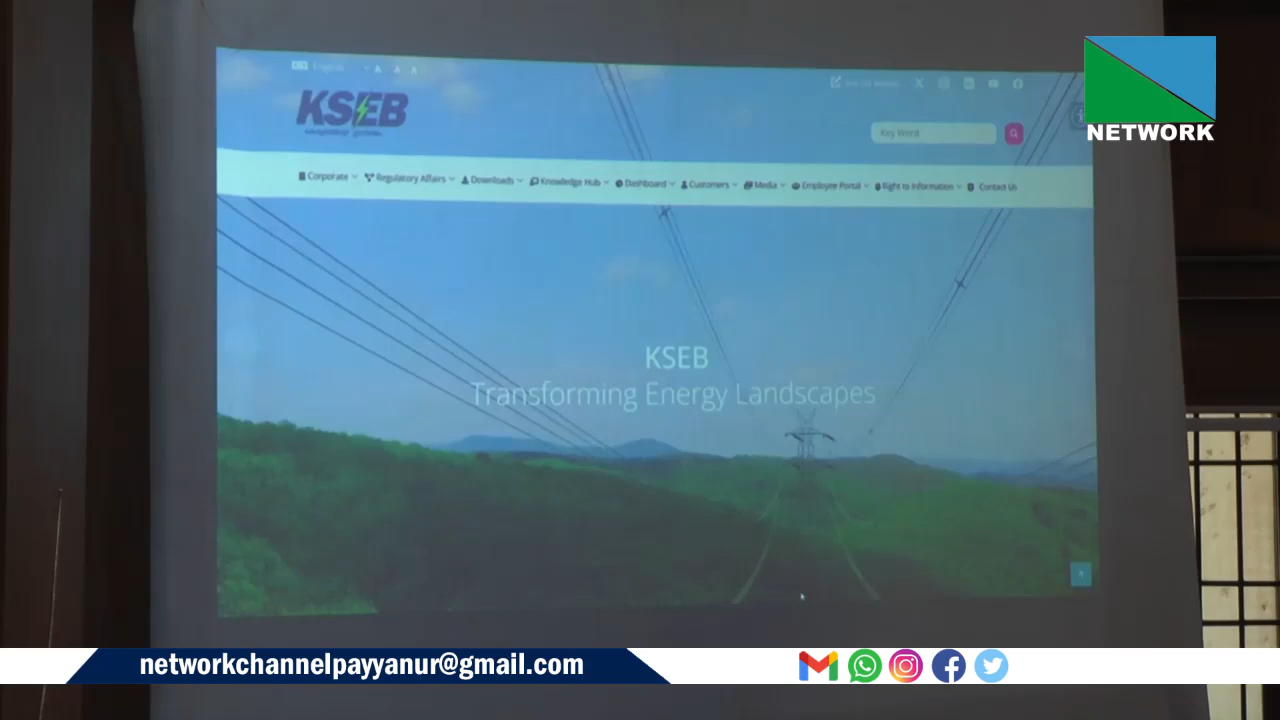 English
A A A
KSEB
Key Word
NETWORK
Corporate Regulatory Affairs Downloads Knowledge Hub Dashboard Customers Media Employee Portal Right to Information Contact Us
KSEB
Transforming Energy Landscapes
networkchannelpayyanur@gmail.com